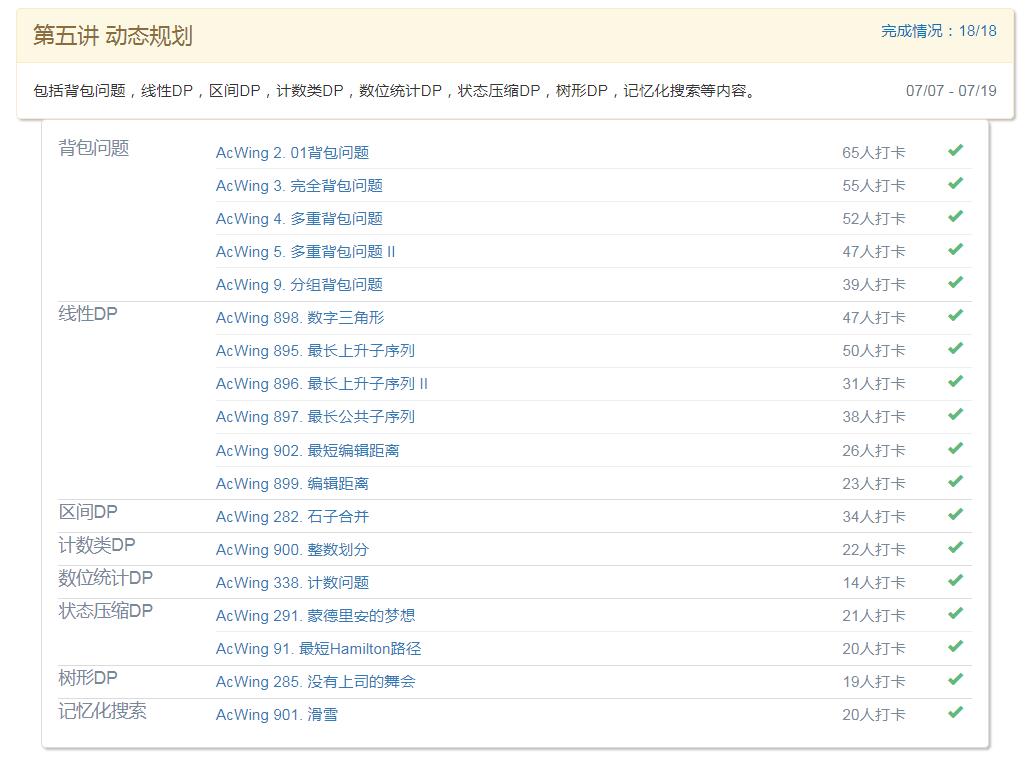 第五讲 动态规划 完成情况：18/18
包括背包问题，线性DP，区间DP，计数类DP，数位统计DP，状态压缩DP，树形DP，记忆化搜索等内容。 07/07 - 07/19
背包问题 AcWing 2. 01背包问题 65人打卡
AcWing 3. 完全背包问题 55人打卡
AcWing 4. 多重背包问题 52人打卡
AcWing 5. 多重背包问题 II 47人打卡
AcWing 9. 分组背包问题 39人打卡
线性DP AcWing 898. 数字三角形 47人打卡
AcWing 895. 最长上升子序列 50人打卡
AcWing 896. 最长上升子序列 II 31人打卡
AcWing 897. 最长公共子序列 38人打卡
AcWing 902. 最短编辑距离 26人打卡
AcWing 899. 编辑距离 23人打卡
区间DP AcWing 282. 石子合并 34人打卡
计数类DP AcWing 900. 整数划分 22人打卡
数位统计DP AcWing 338. 计数问题 14人打卡
状态压缩DP AcWing 291. 蒙德里安的梦想 21人打卡
AcWing 91. 最短Hamilton路径 20人打卡
树形DP AcWing 285. 没有上司的舞会 19人打卡
记忆化搜索 AcWing 901. 滑雪 20人打卡